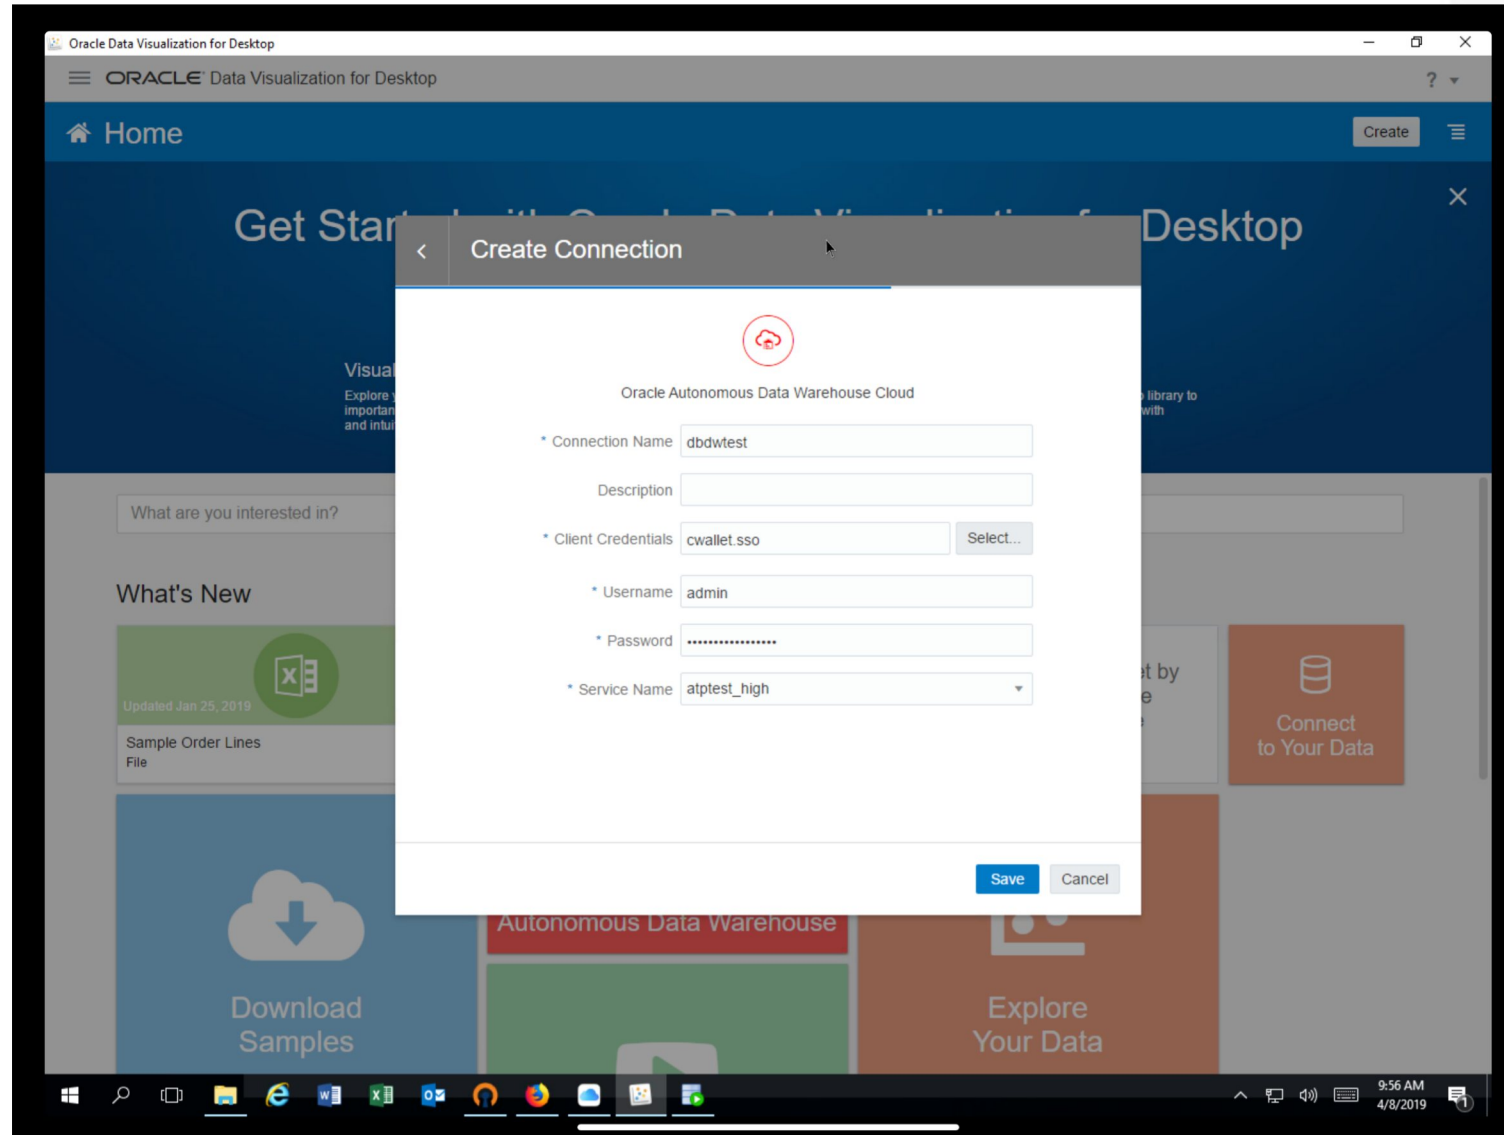 Oracle Data Visualization for Desktop
ORACLE Data Visualization for Desktop
?
Home
Create
Get Desktop
Create Connection
Oracle Autonomous Data Warehouse Cloud
Explore library to
with
and
* Connection Name dbdwtest
Description
What are you interested in?
* Client Credentials cwallet.sso Select...
* Username admin
What's New
* Password ·················
* Service Name atptest_high
by
Updated Jan 25, 2019
Sample Order Lines
File
Connect
to Your Data
Save Cancel
Autonomous Data Warehouse
Download
Samples
Explore
Your Data
9:56 AM
4/8/2019
1